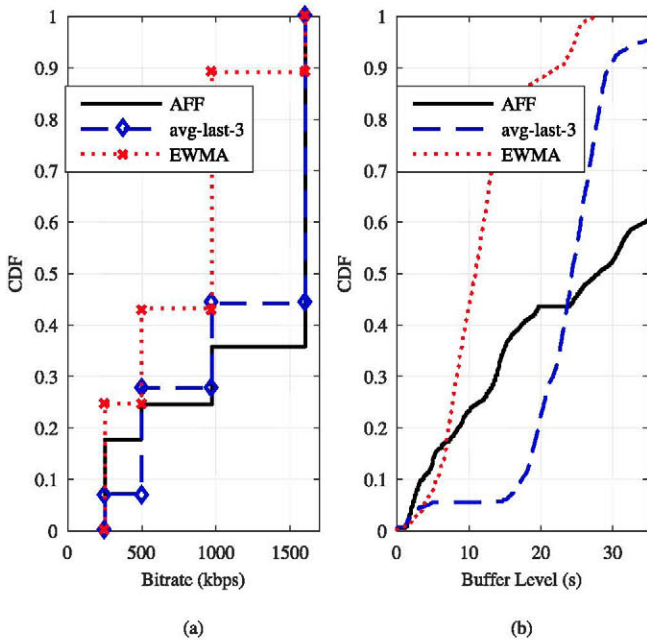 1
0.9
0.8
0.7
0.6
0.5
0.4
0.3
0.2
0.1
0
CDF
AFF
avg-last-3
EWMA
0 500 1000 1500
Bitrate (kbps)
(a)
1
0.9
0.8
0.7
0.6
0.5
0.4
0.3
0.2
0.1
0
CDF
AFF
avg-last-3
EWMA
0 10 20 30
Buffer Level (s)
(b)